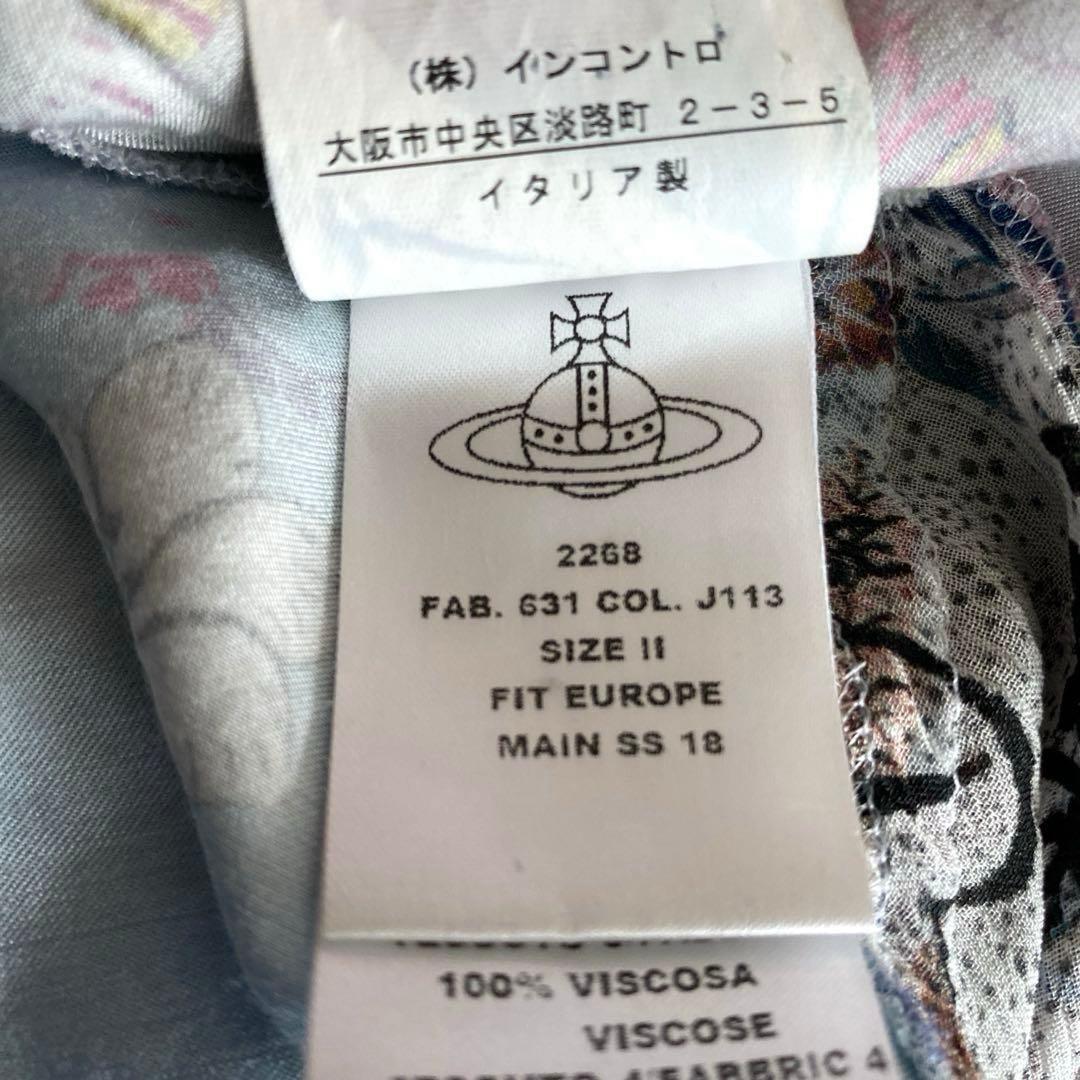 (株) インコントロ
大阪市中央区淡路町 2-3-5
イタリア製
2268
FAB. 631 COL. J113
SIZE II
FIT EUROPE
MAIN SS 18
100% VISCOSA
VISCOSE
4